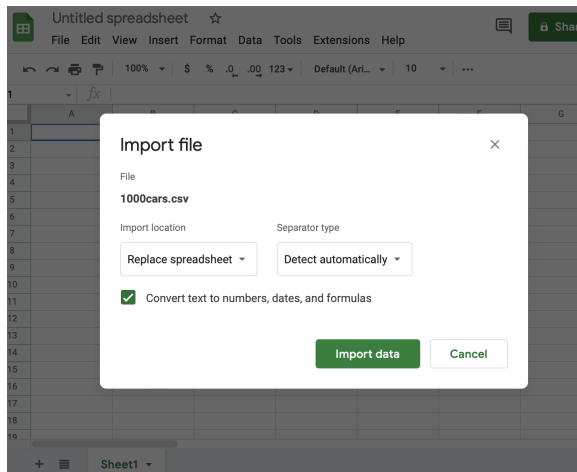 Untitled spreadsheet
File Edit View Insert Format Data Tools Extensions Help
Shar
100% $ % .0 .00 123 Default (Ari... 10 ...
1 fx
A B C D E F G
1
2
3
4
5
6
7
8
9
10
11
12
13
14
15
16
17
18
19
Import file
File
1000cars.csv
Import location Separator type
Replace spreadsheet Detect automatically
Convert text to numbers, dates, and formulas
Import data Cancel
Sheet1